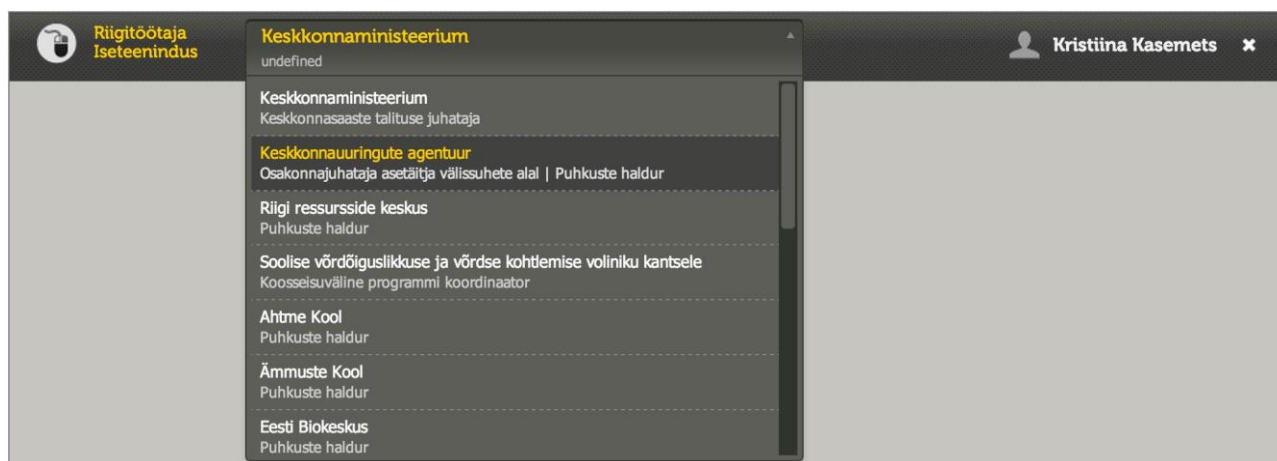 Riigitöötaja
Iseteenindus
Keskkonnaministeerium
undefined
Kristiina Kasemets
Keskkonnaministeerium
Keskkonnasaaste talituse juhataja
Keskkonnauuringute agentuur
Osakonnajuhataja asetäitja välissuhete alal | Puhkuste haldur
Riigi ressursside keskus
Puhkuste haldur
Soolise võrdõiguslikkuse ja võrdse kohtlemise voliniku kantsele
Koosseisuväline programmi koordinaator
Ahtme Kool
Puhkuste haldur
Ämmuste Kool
Puhkuste haldur
Eesti Biokeskus
Puhkuste haldur